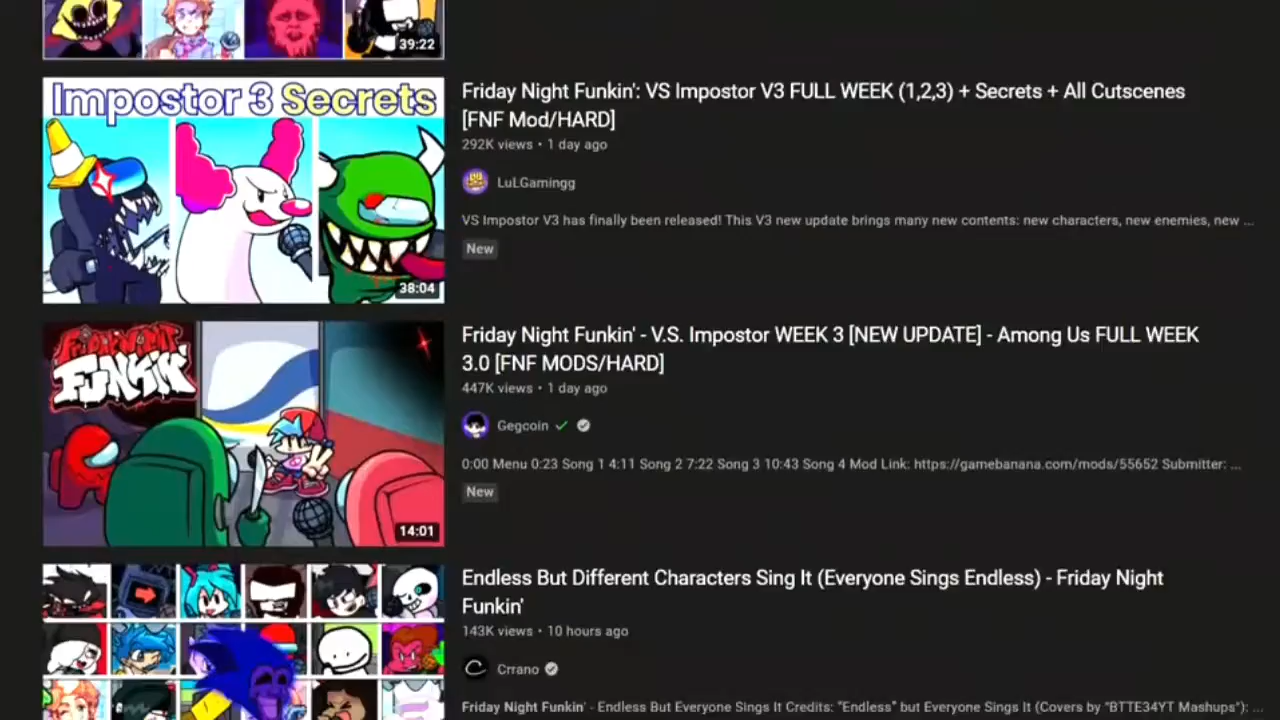 39:22
Impostor 3 Secrets
38:04
Friday Night Funkin': VS Impostor V3 FULL WEEK (1,2,3) + Secrets + All Cutscenes
[FNF Mod/HARD]
292K views • 1 day ago
LuLGamingg
VS Impostor V3 has finally been released! This V3 new update brings many new contents: new characters, new enemies, new ...
New
FRIDAY NIGHT
FUNKIN'
14:01
Friday Night Funkin' - V.S. Impostor WEEK 3 [NEW UPDATE] - Among Us FULL WEEK
3.0 [FNF MODS/HARD]
447K views • 1 day ago
Gegcoin
0:00 Menu 0:23 Song 1 4:11 Song 2 7:22 Song 3 10:43 Song 4 Mod Link: https://gamebanana.com/mods/55652 Submitter: ...
New
Endless But Different Characters Sing It (Everyone Sings Endless) - Friday Night
Funkin'
143K views • 10 hours ago
Crrano
Friday Night Funkin' - Endless But Everyone Sings It Credits: "Endless" but Everyone Sings It (Covers by "BTTE34YT Mashups"): ...